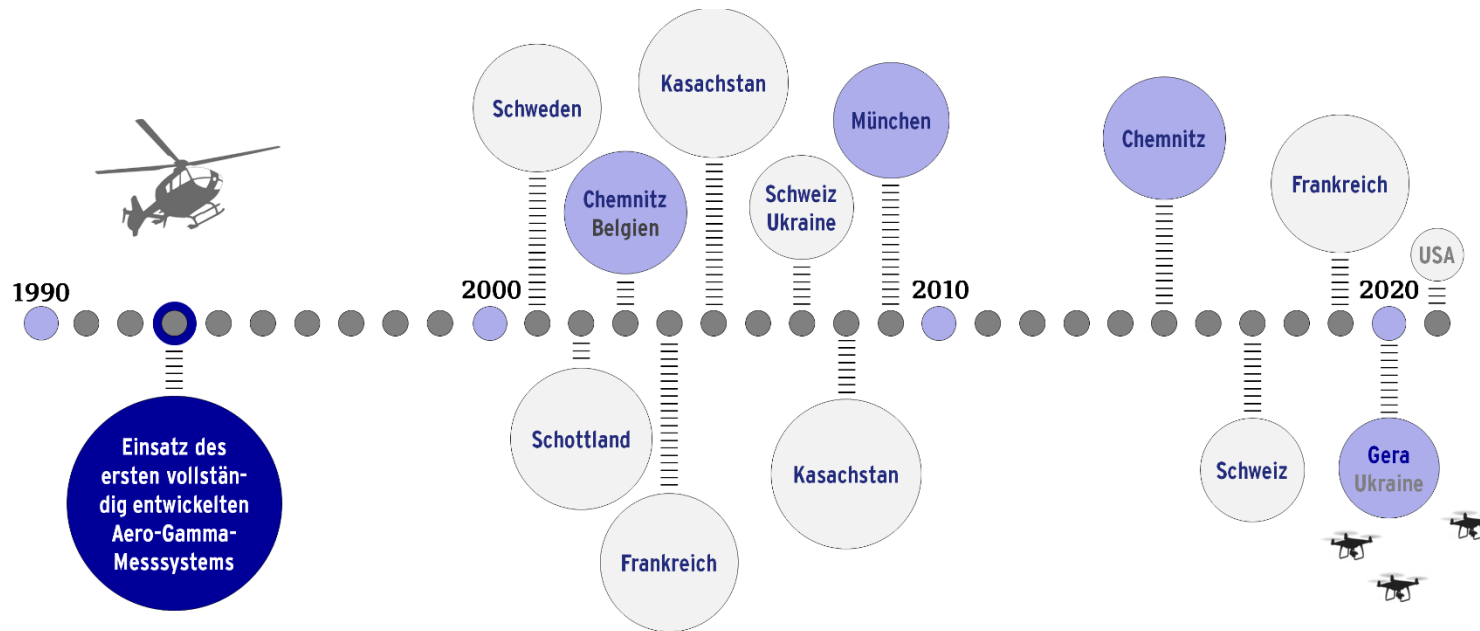 1990
2000
2010
2020
Schweden
Chemnitz
Belgien
Kasachstan
Schweiz
Ukraine
München
Chemnitz
Frankreich
USA
Einsatz des
ersten vollstän-
dig entwickelten
Aero-Gamma-
Messsystems
Schottland
Frankreich
Kasachstan
Schweiz
Gera
Ukraine